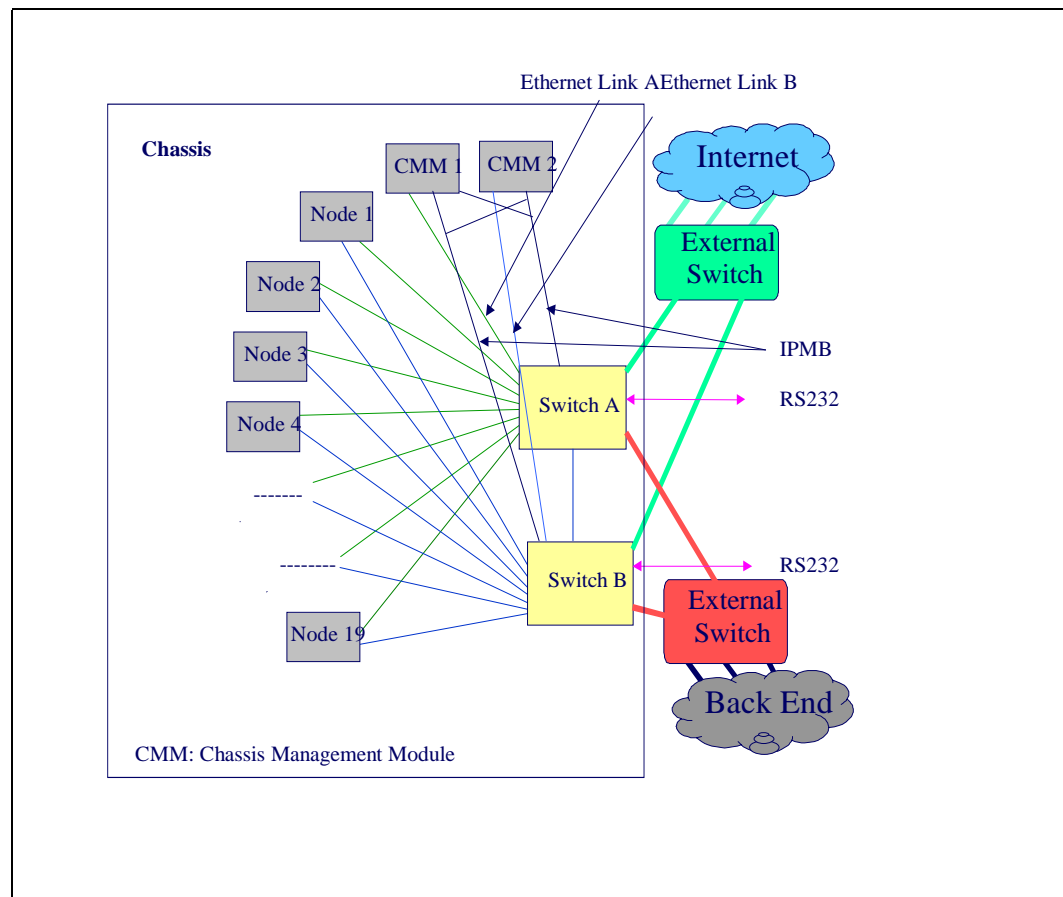 Ethernet Link AEthernet Link B
Chassis
CMM 1
CMM 2
Internet
Node 1
External
Switch
Node 2
Node 3
IPMB
Switch A
RS232
Node 4
-------
--------
Switch B
RS232
External
Switch
Node 19
Back End
CMM: Chassis Management Module